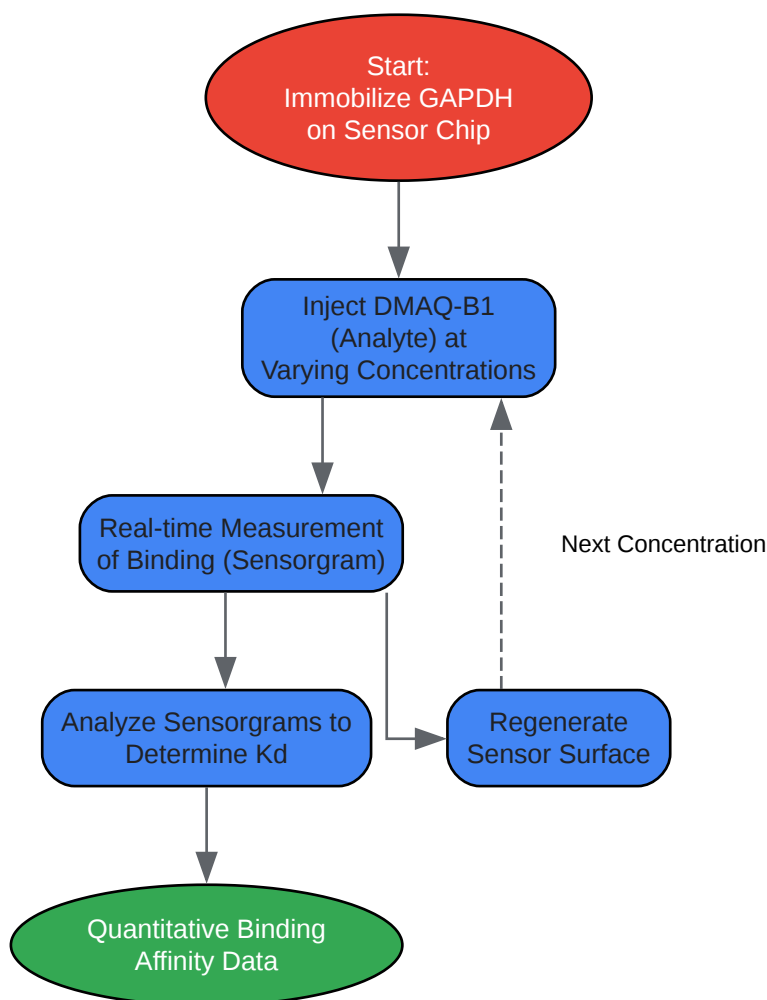 Start:
Immobilize GAPDH
on Sensor Chip
Inject DMAQ-B1
(Analyte) at
Varying Concentrations
Real-time Measurement
of Binding (Sensorgram)
Next Concentration
Analyze Sensorgrams to
Determine Kd
Regenerate
Sensor Surface
Quantitative Binding
Affinity Data